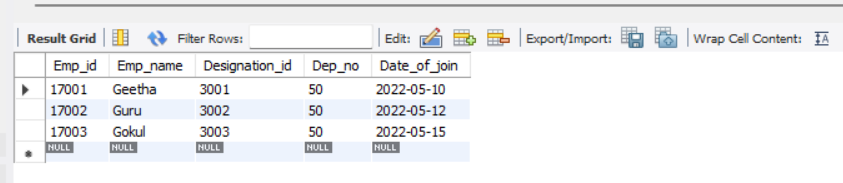 Result Grid Filter Rows: Edit: Export/Import: Wrap Cell Content: IA
Emp_id Emp_name Designation_id Dep_no Date_of_join
17001 Geetha 3001 50 2022-05-10
17002 Guru 3002 50 2022-05-12
17003 Gokul 3003 50 2022-05-15
NULL NULL NULL NULL NULL